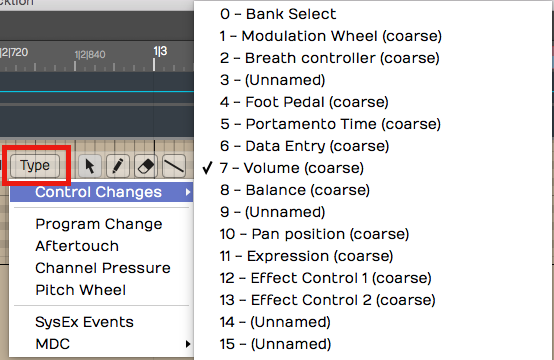 0 – Bank Select
1 – Modulation Wheel (coarse)
2 – Breath controller (coarse)
3 – (Unnamed)
4 – Foot Pedal (coarse)
5 – Portamento Time (coarse)
6 – Data Entry (coarse)
✓ 7 – Volume (coarse)
8 – Balance (coarse)
9 – (Unnamed)
10 – Pan position (coarse)
11 – Expression (coarse)
12 – Effect Control 1 (coarse)
13 – Effect Control 2 (coarse)
14 – (Unnamed)
15 – (Unnamed)
|2|720
1|2|840
1|3
Type
Control Changes
Program Change
Aftertouch
Channel Pressure
Pitch Wheel
SysEx Events
MDC